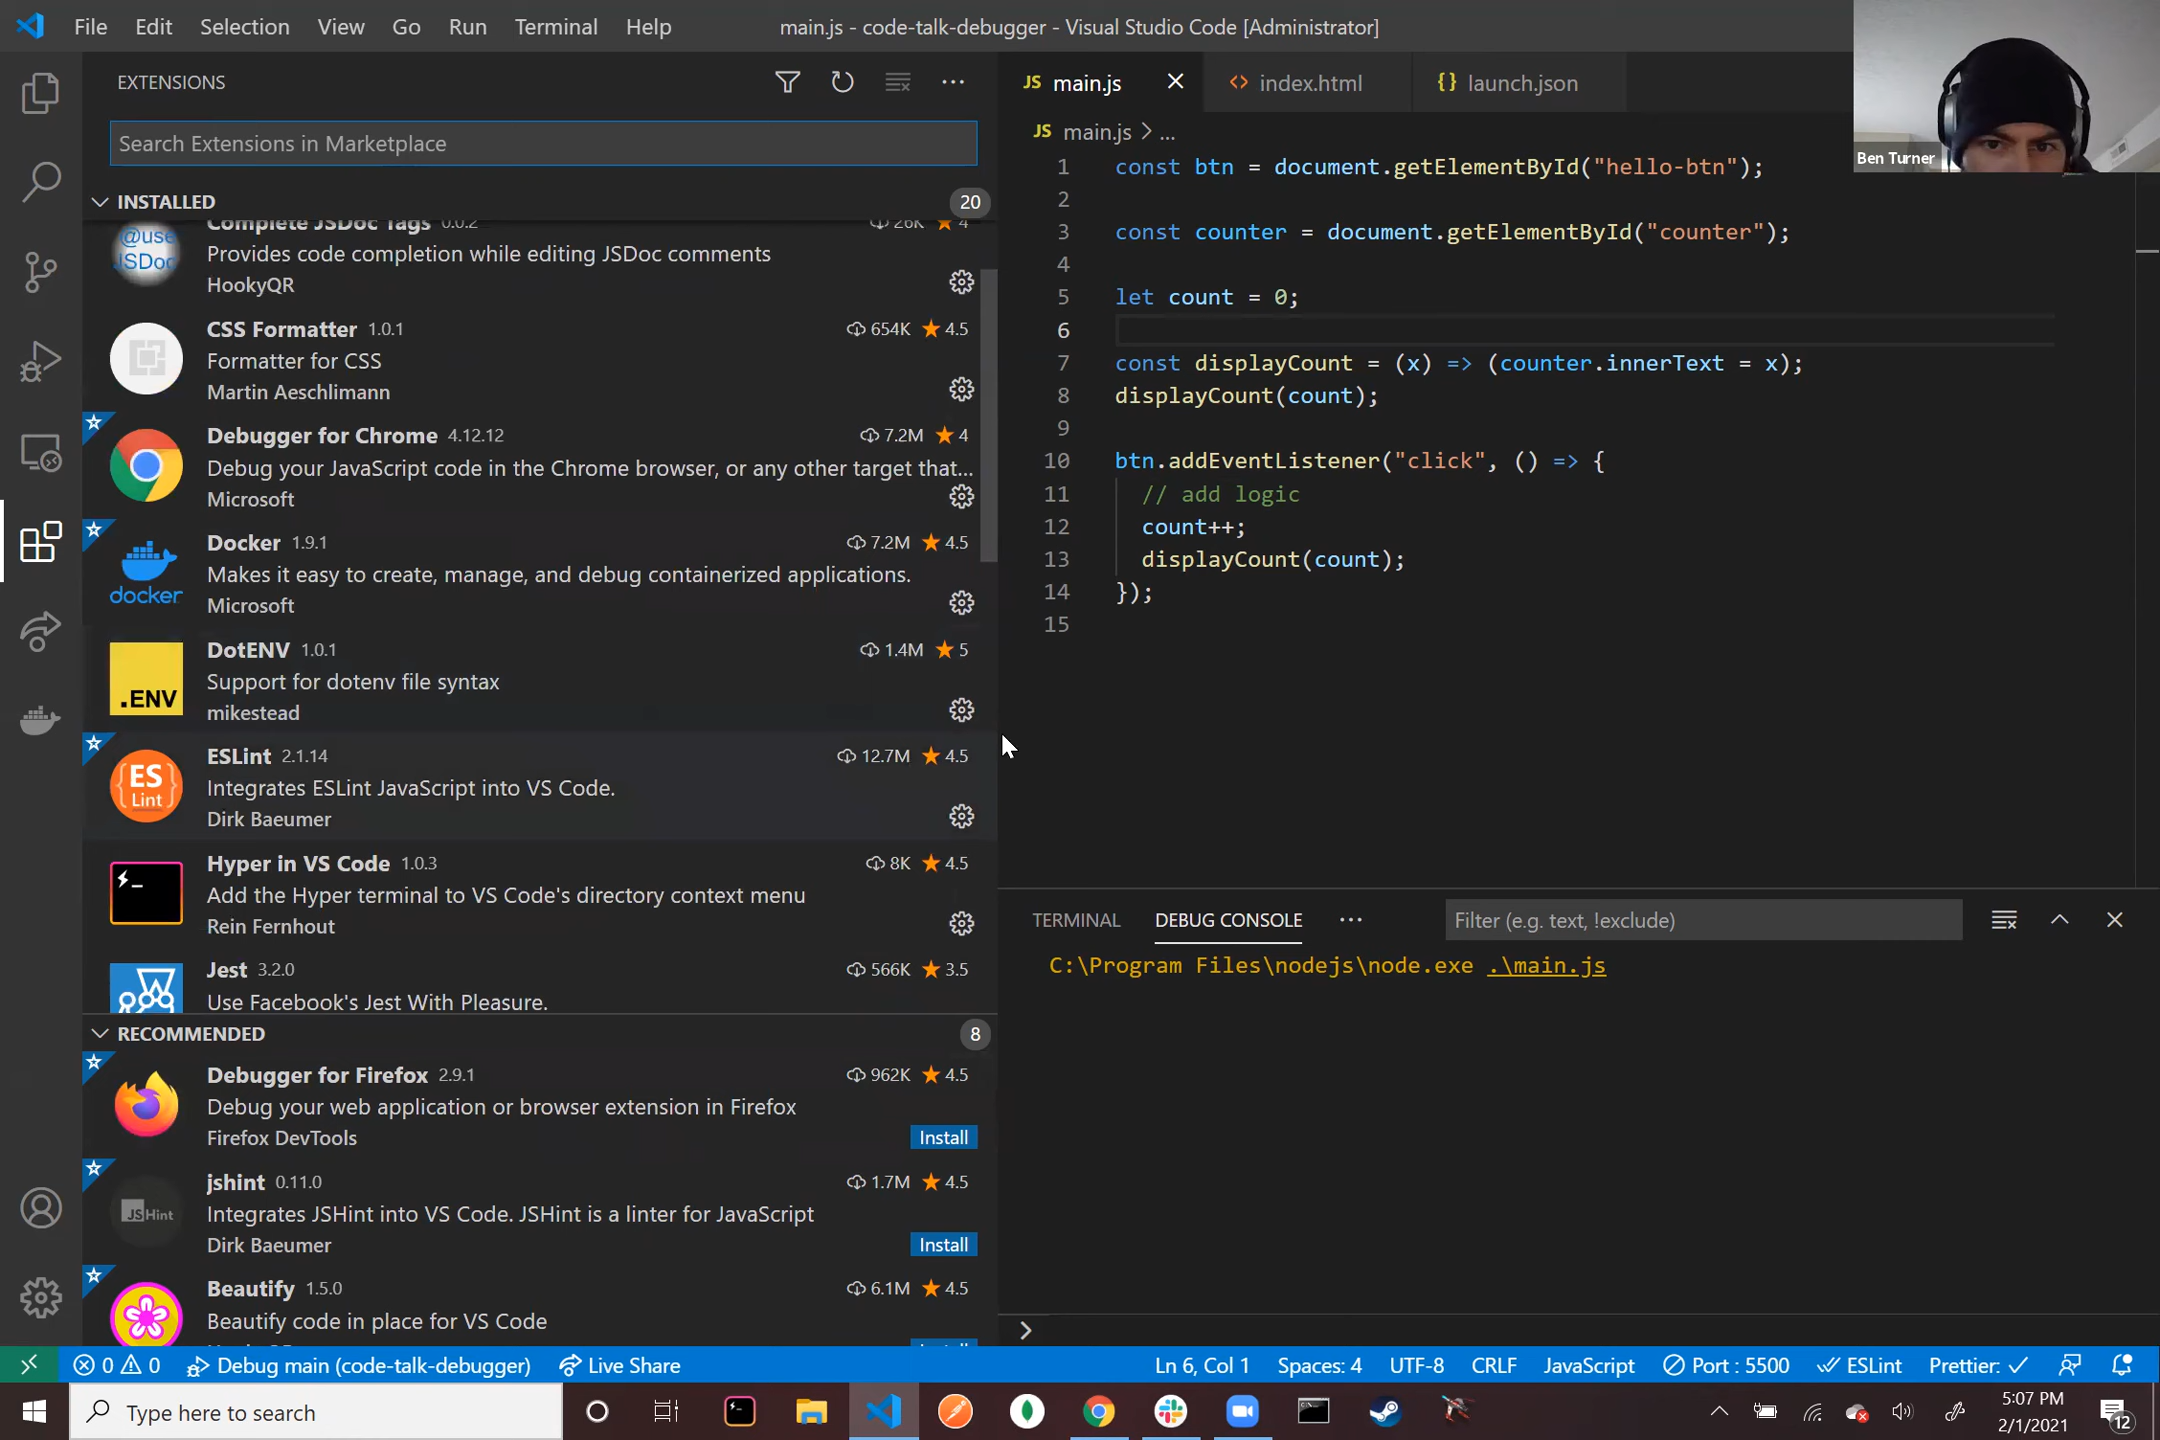 File Edit Selection View Go Run Terminal Help
main.js - code-talk-debugger - Visual Studio Code [Administrator]
Ben Turner
EXTENSIONS
Search Extensions in Marketplace
INSTALLED 20
@use
JSDoc
Complete JSDoc Tags 0.0.2 26K 4
Provides code completion while editing JSDoc comments
HookyQR
CSS Formatter 1.0.1 654K 4.5
Formatter for CSS
Martin Aeschlimann
Debugger for Chrome 4.12.12 7.2M 4
Debug your JavaScript code in the Chrome browser, or any other target that...
Microsoft
docker
Docker 1.9.1 7.2M 4.5
Makes it easy to create, manage, and debug containerized applications.
Microsoft
.ENV
DotENV 1.0.1 1.4M 5
Support for dotenv file syntax
mikestead
ES
Lint
ESLint 2.1.14 12.7M 4.5
Integrates ESLint JavaScript into VS Code.
Dirk Baeumer
Hyper in VS Code 1.0.3 8K 4.5
Add the Hyper terminal to VS Code's directory context menu
Rein Fernhout
Jest 3.2.0 566K 3.5
Use Facebook's Jest With Pleasure.
RECOMMENDED 8
Debugger for Firefox 2.9.1 962K 4.5
Debug your web application or browser extension in Firefox
Firefox DevTools Install
JSHint
jshint 0.11.0 1.7M 4.5
Integrates JSHint into VS Code. JSHint is a linter for JavaScript
Dirk Baeumer Install
Beautify 1.5.0 6.1M 4.5
Beautify code in place for VS Code
JS main.js
<> index.html
{} launch.json
JS main.js > ...
1 const btn = document.getElementById("hello-btn");
2
3 const counter = document.getElementById("counter");
4
5 let count = 0;
6
7 const displayCount = (x) => (counter.innerText = x);
8 displayCount(count);
9
10 btn.addEventListener("click", () => {
11 // add logic
12 count++;
13 displayCount(count);
14 });
15
TERMINAL DEBUG CONSOLE ... Filter (e.g. text, !exclude)
C:\Program Files\nodejs\node.exe .\main.js
>
0 0 Debug main (code-talk-debugger) Live Share Ln 6, Col 1 Spaces: 4 UTF-8 CRLF JavaScript Port : 5500 ESLint Prettier: ✓
Type here to search
5:07 PM
2/1/2021
12